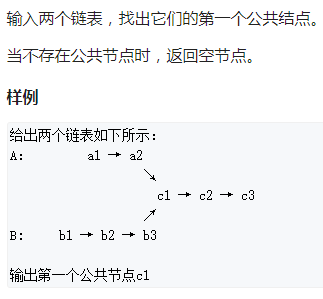 输入两个链表，找出它们的第一个公共结点。
当不存在公共节点时，返回空节点。
样例
给出两个链表如下所示：
A:        a1 → a2
                   ↘
                     c1 → c2 → c3
                   ↗
B:     b1 → b2 → b3
输出第一个公共节点c1